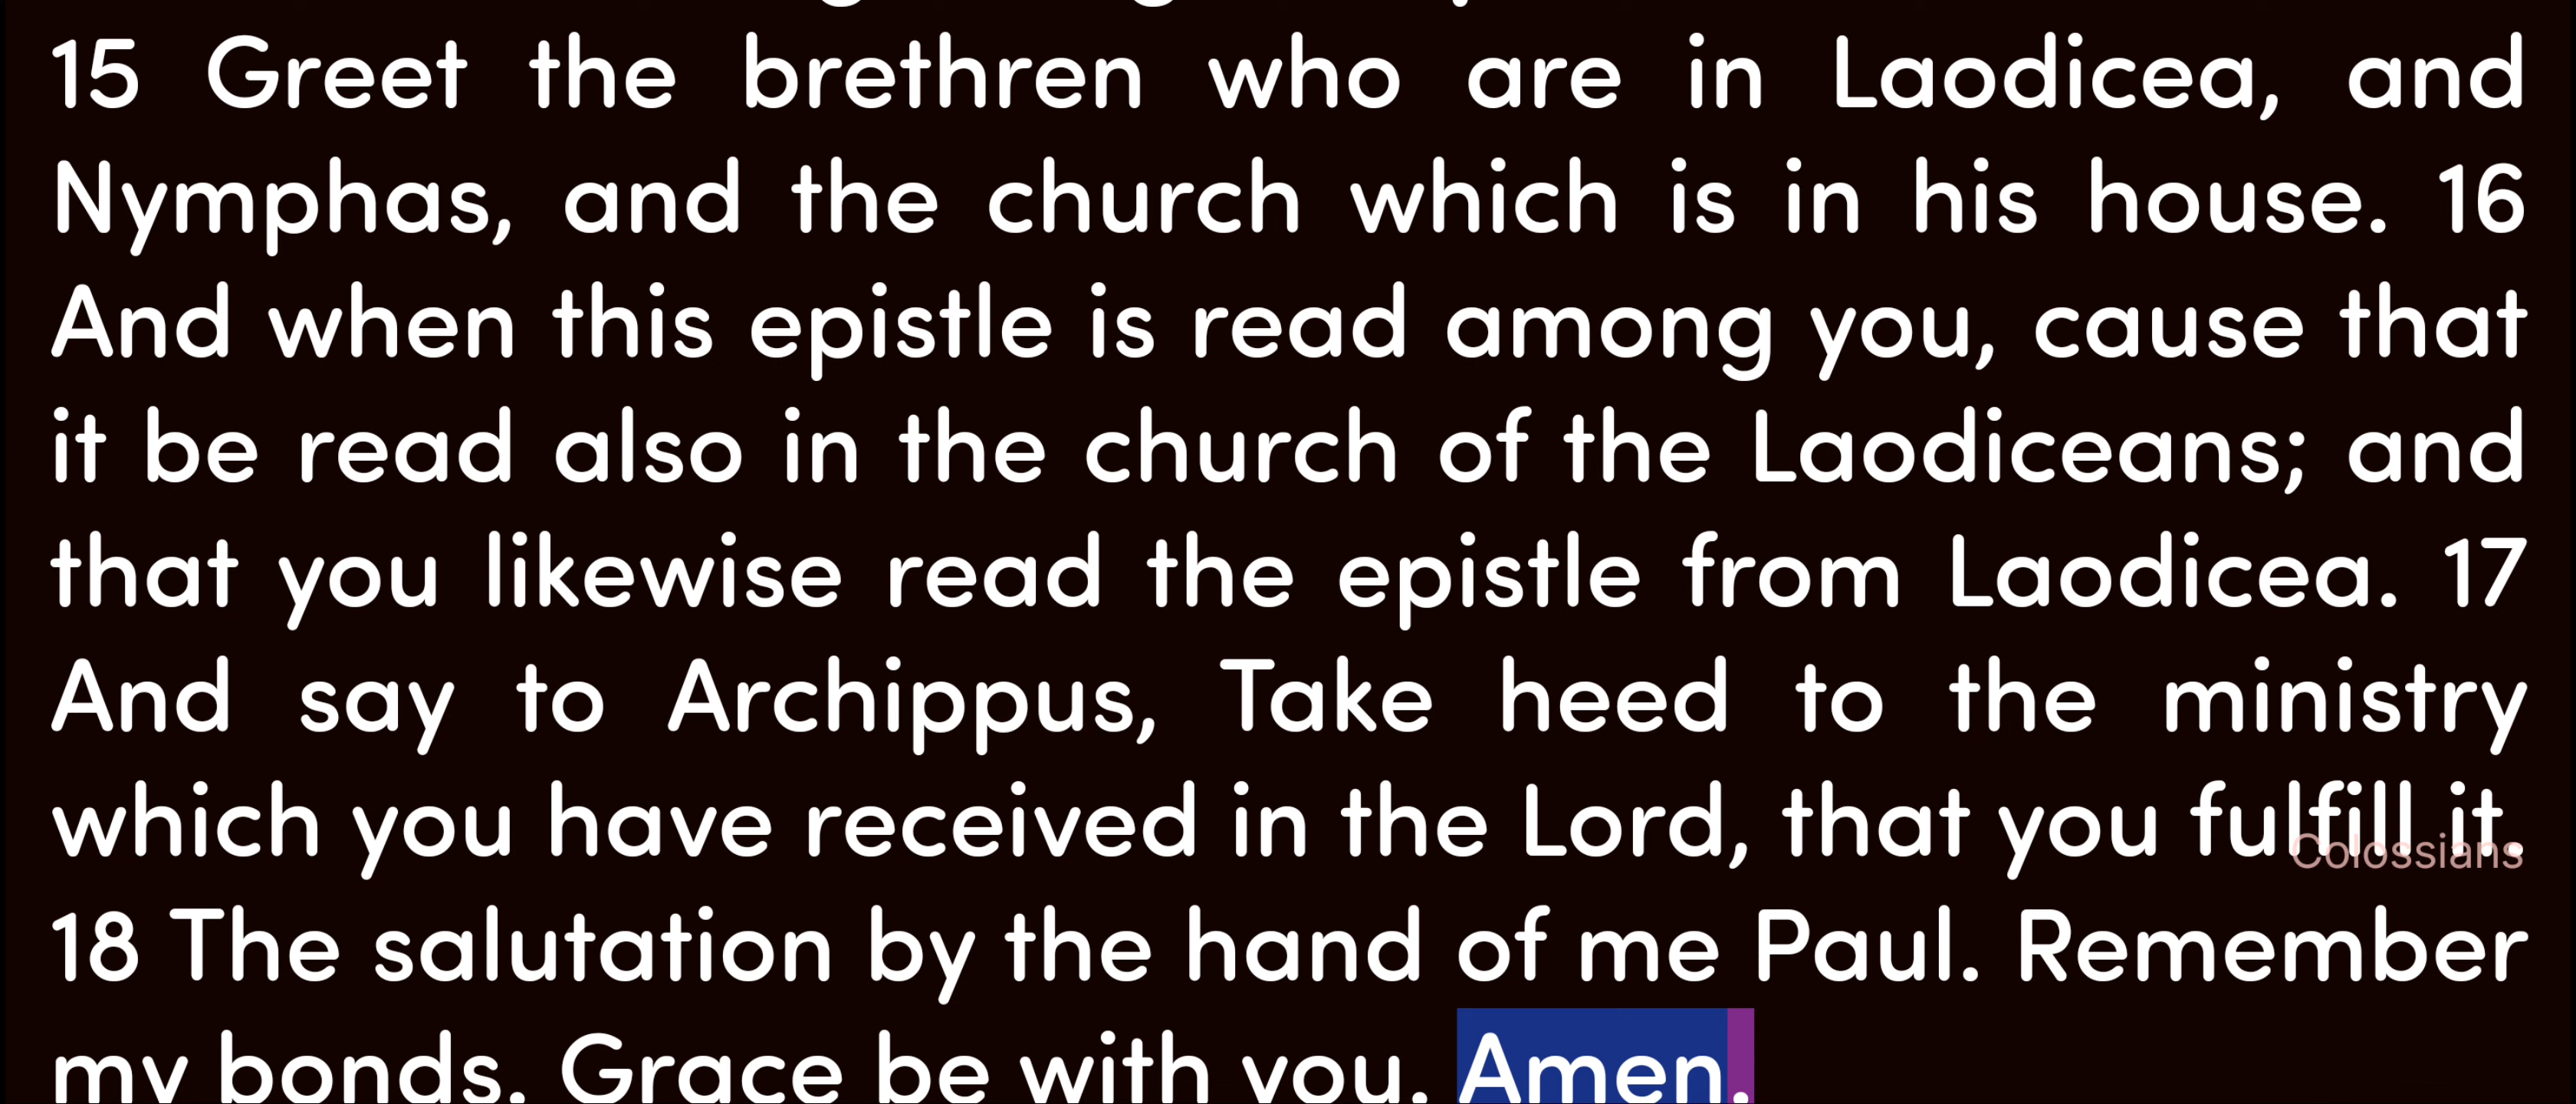 15 Greet the brethren who are in Laodicea, and
Nymphas, and the church which is in his house. 16
And when this epistle is read among you, cause that
it be read also in the church of the Laodiceans; and
that you likewise read the epistle from Laodicea. 17
And say to Archippus, Take heed to the ministry
which you have received in the Lord, that you fulfill it.
Colossians
18 The salutation by the hand of me Paul. Remember
my bonds. Grace be with you. Amen.